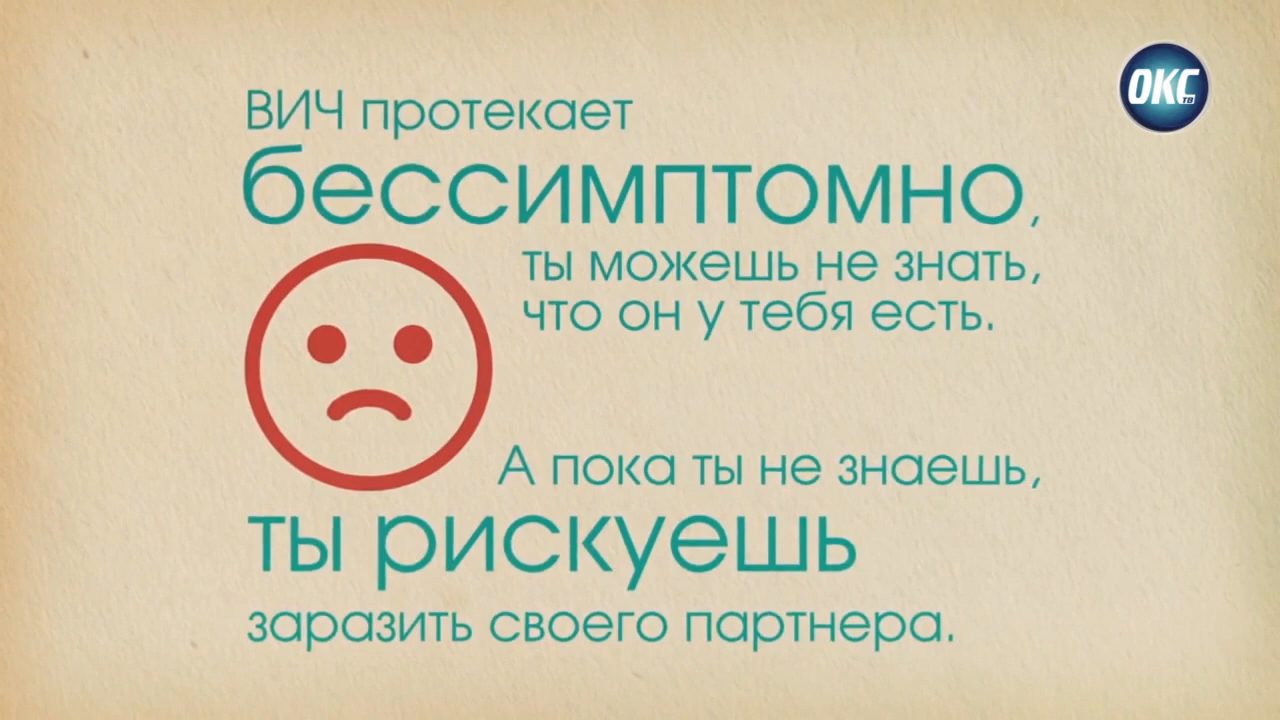 ОКС ТВ
ВИЧ протекает
бессимптомно,
ты можешь не знать,
что он у тебя есть.
А пока ты не знаешь,
ты рискуешь
заразить своего партнера.